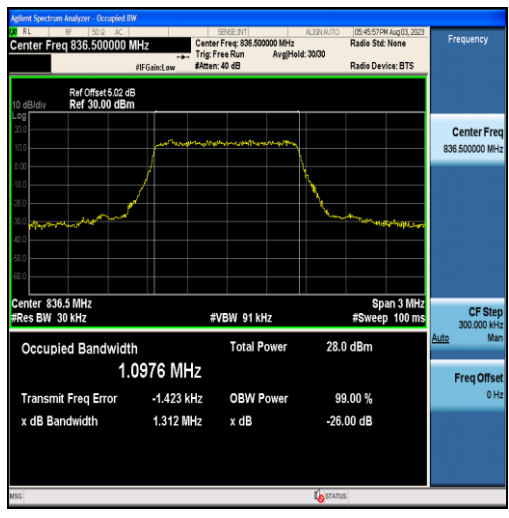 Agilent Spectrum Analyzer - Occupied BW
RL RF 50 Ω AC SENSE:INT ALIGN AUTO 05:45:57 PM Aug 03, 2023
Center Freq 836.500000 MHz
Center Freq: 836.500000 MHz
Radio Std: None
Trig: Free Run Avg|Hold: 30/30
#IFGain:Low #Atten: 40 dB Radio Device: BTS
Frequency
Ref Offset 5.02 dB
10 dB/div Ref 30.00 dBm
Log
20.0
10.0
0.00
-10.0
-20.0
-30.0
-40.0
-50.0
-60.0
Center 836.5 MHz Span 3 MHz
#Res BW 30 kHz #VBW 91 kHz #Sweep 100 ms
Center Freq
836.500000 MHz
CF Step
300.000 kHz
Auto Man
Freq Offset
0 Hz
Occupied Bandwidth Total Power 28.0 dBm
1.0976 MHz
Transmit Freq Error -1.423 kHz OBW Power 99.00 %
x dB Bandwidth 1.312 MHz x dB -26.00 dB
MSG STATUS